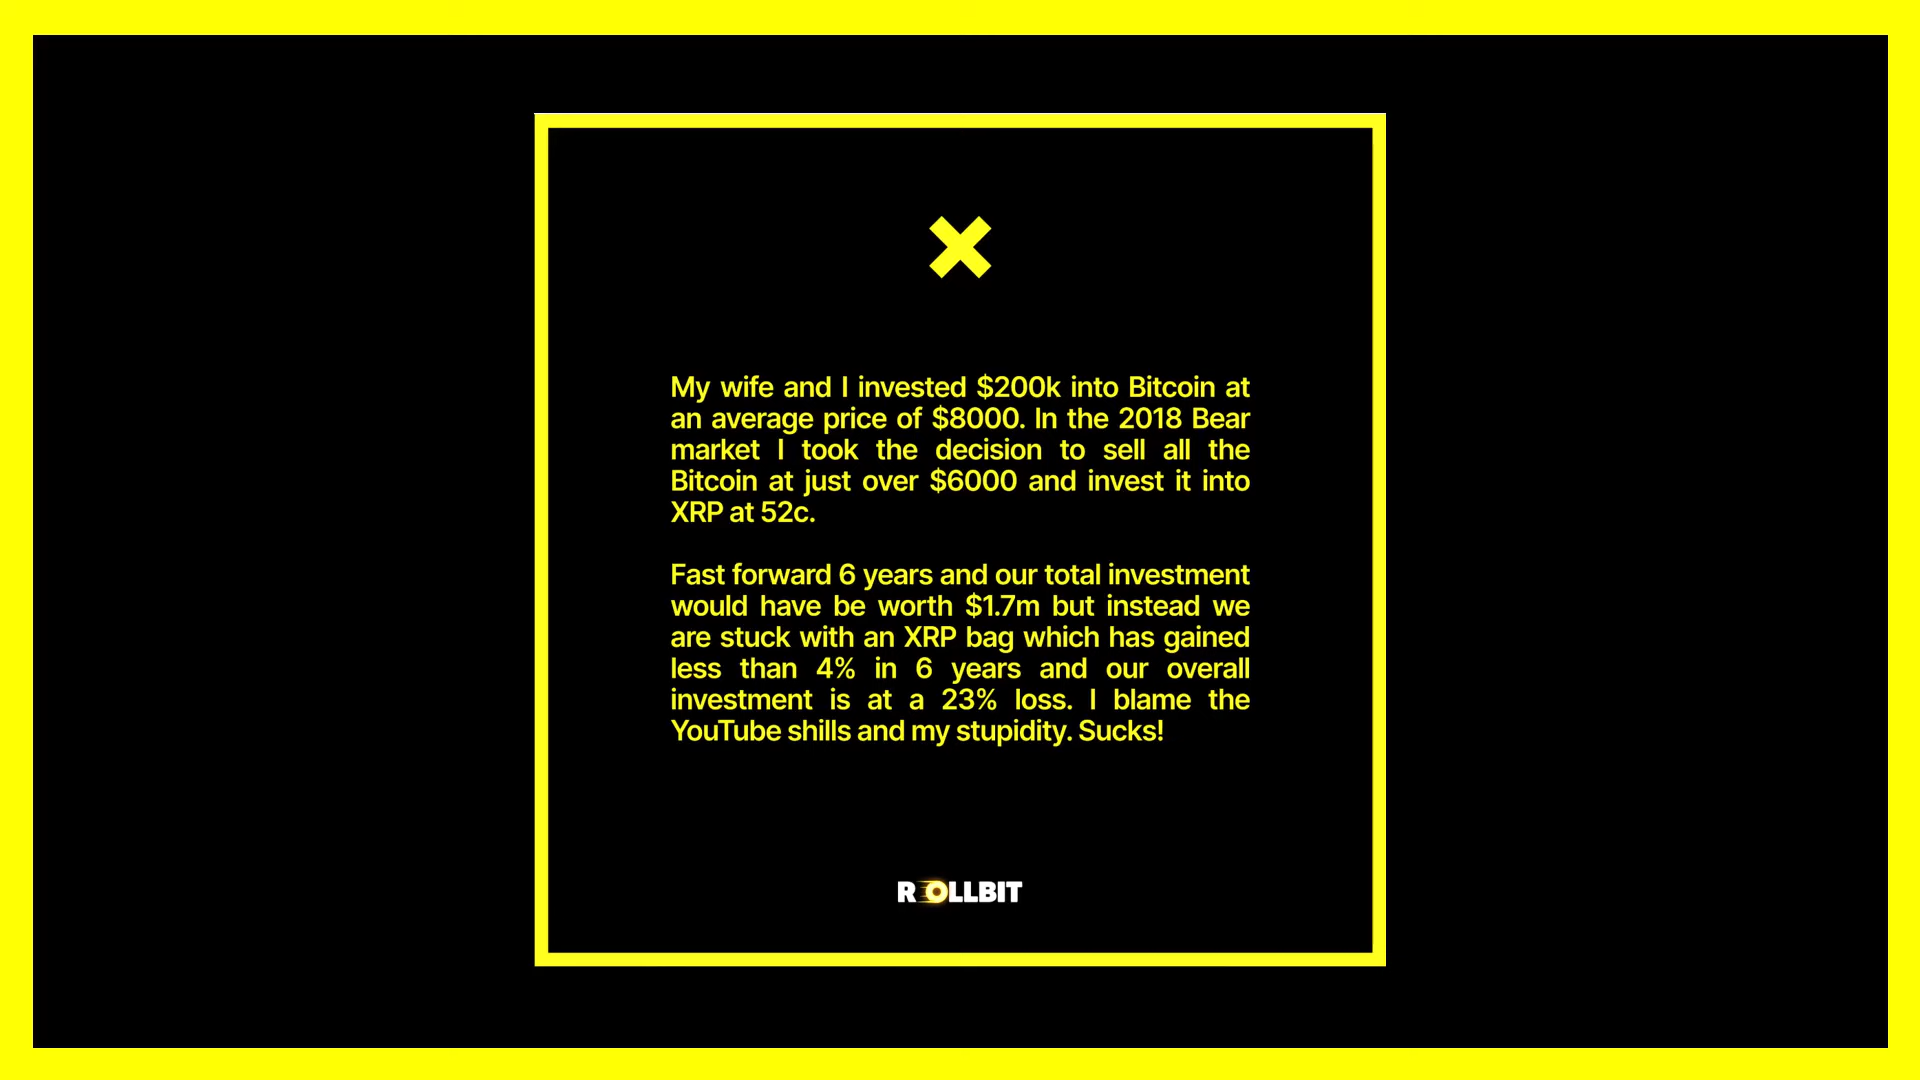 My wife and I invested $200k into Bitcoin at
an average price of $8000. In the 2018 Bear
market I took the decision to sell all the
Bitcoin at just over $6000 and invest it into
XRP at 52c.
Fast forward 6 years and our total investment
would have be worth $1.7m but instead we
are stuck with an XRP bag which has gained
less than 4% in 6 years and our overall
investment is at a 23% loss. I blame the
YouTube shills and my stupidity. Sucks!
ROLLBIT